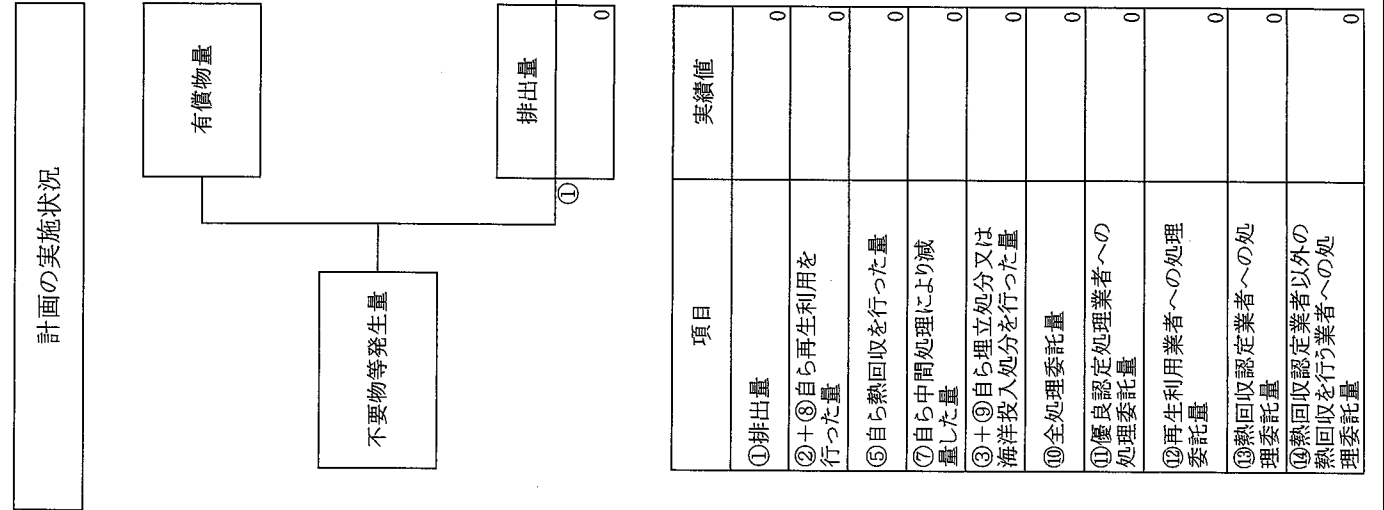 計画の実施状況
不要物等発生量
有償物量
排出量
①
0
項目
実績値
①排出量
0
②+⑧自ら再生利用を
行った量
0
⑤自ら熱回収を行った量
0
⑦自ら中間処理により減
量した量
0
③+⑨自ら埋立処分又は
海洋投入処分を行った量
0
⑩全処理委託量
0
⑪優良認定処理業者への
処理委託量
0
⑫再生利用業者への処理
委託量
0
⑬熱回収認定業者への処
理委託量
0
⑭熱回収認定業者以外の
熱回収を行う業者への処
理委託量
0